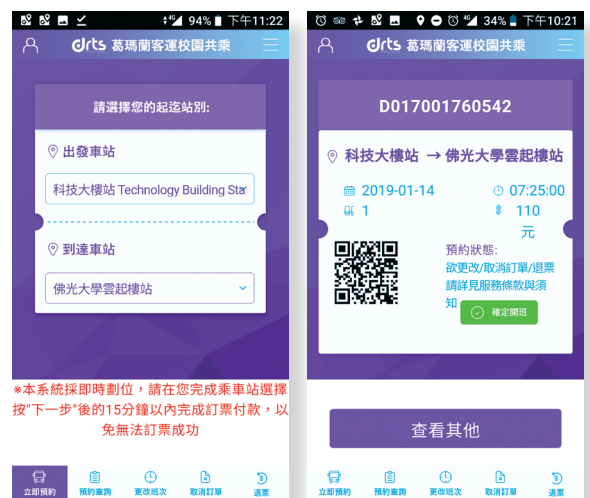 4G 94% 下午11:22
drts 葛瑪蘭客運校園共乘
請選擇您的起迄站別:
出發車站
科技大樓站 Technology Building Star
到達車站
佛光大學雲起樓站
*本系統採即時劃位，請在您完成乘車站選擇
按"下一步"後的15分鐘以內完成訂票付款，以
免無法訂票成功
立即預約 預約查詢 更改班次 取消訂單 退票
4G 34% 下午10:21
drts 葛瑪蘭客運校園共乘
D017001760542
科技大樓站 → 佛光大學雲起樓站
2019-01-14 07:25:00
1 110
元
預約狀態:
欲更改/取消訂單/退票
請詳見服務條款與須
知 確定開班
查看其他
立即預約 預約查詢 更改班次 取消訂單 退票